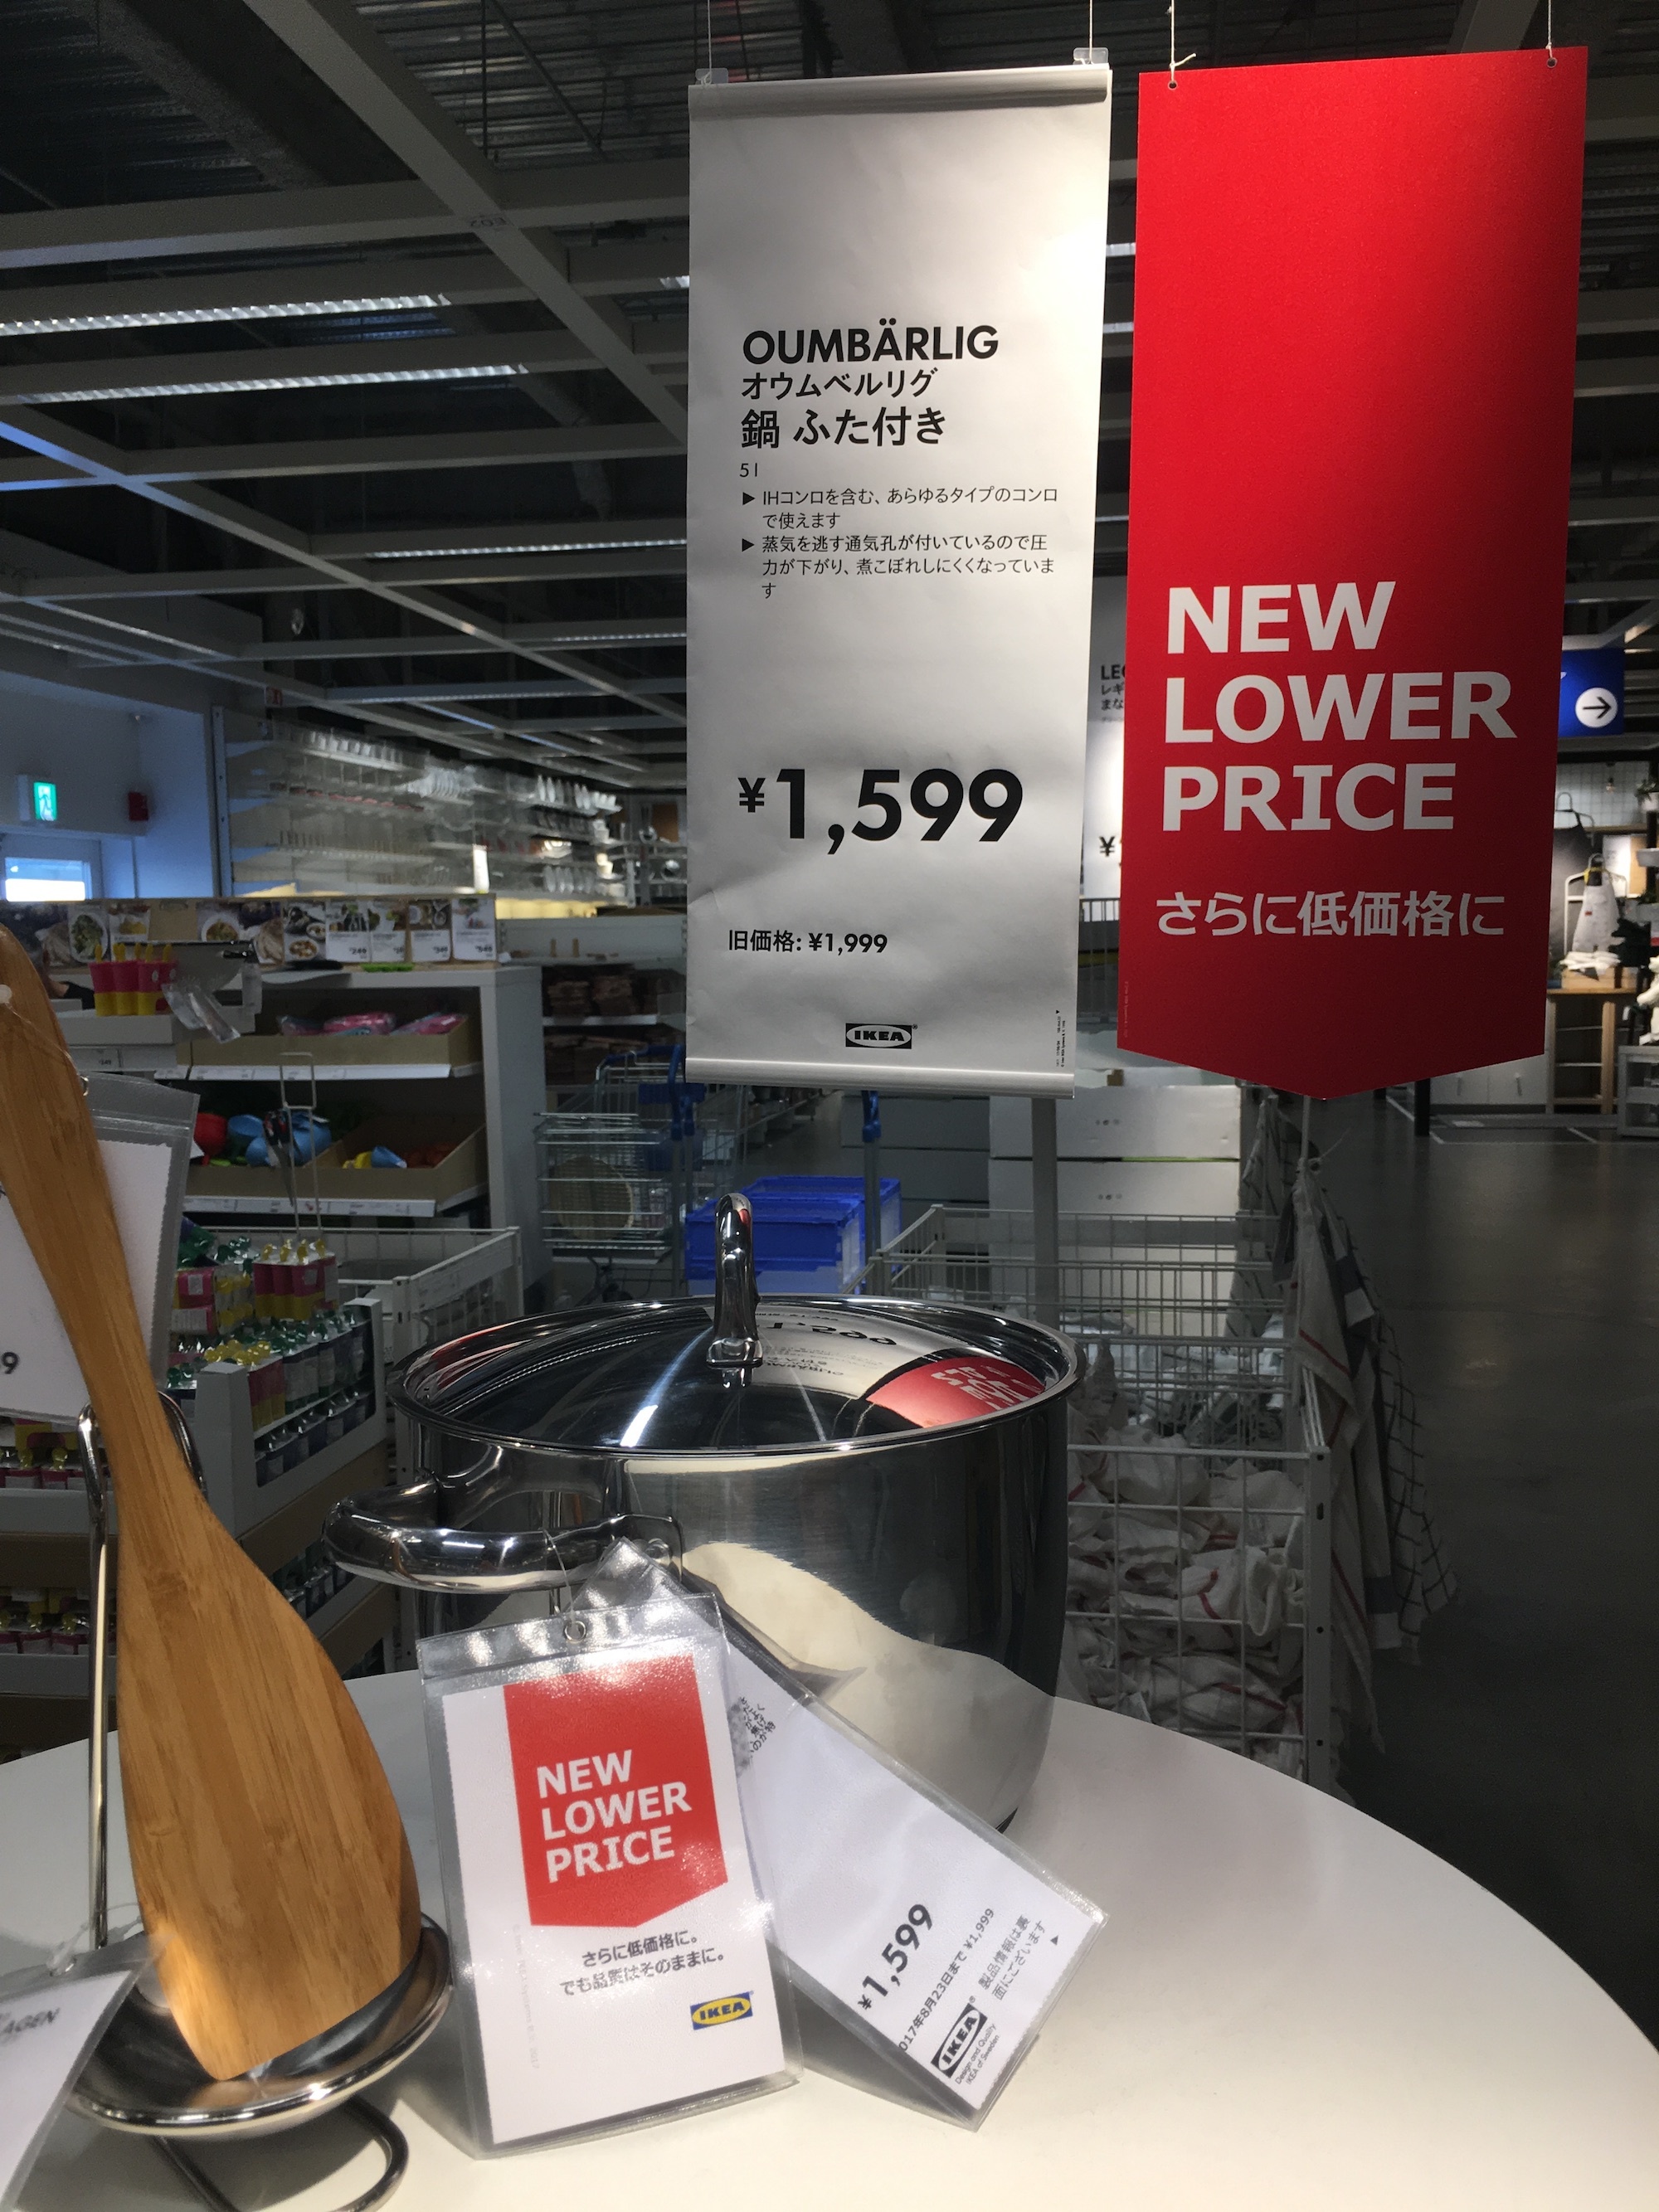 OUMBÄRLIG
オウムベルリグ
鍋 ふた付き
5 l
▶ IHコンロを含む、あらゆるタイプのコンロ
で使えます
▶ 蒸気を逃す通気孔が付いているので圧
力が下がり、煮こぼれしにくくなっていま
す
¥1,599
旧価格: ¥1,999
IKEA
NEW
LOWER
PRICE
さらに低価格に
NEW
LOWER
PRICE
さらに低価格に。
でも品質はそのままに。
IKEA
¥1,599
017年8月23日まで ¥1,999
製品情報は裏
面にございます
IKEA
Design and Quality
IKEA of Sweden